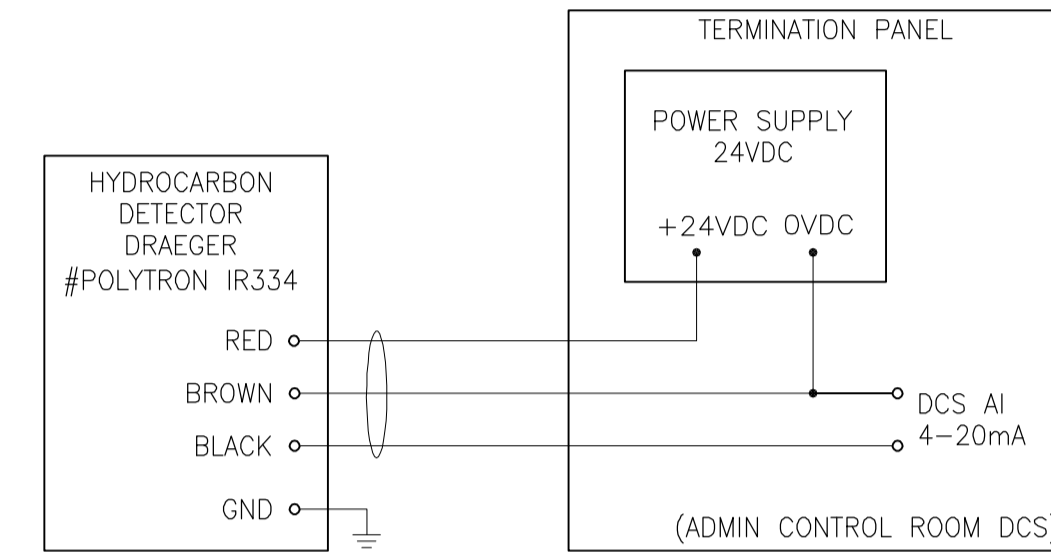 TERMINATION PANEL
POWER SUPPLY
24VDC
+24VDC 0VDC
HYDROCARBON
DETECTOR
DRAEGER
#POLYTRON IR334
RED
BROWN
BLACK
GND
DCS AI
4-20mA
(ADMIN CONTROL ROOM DCS)